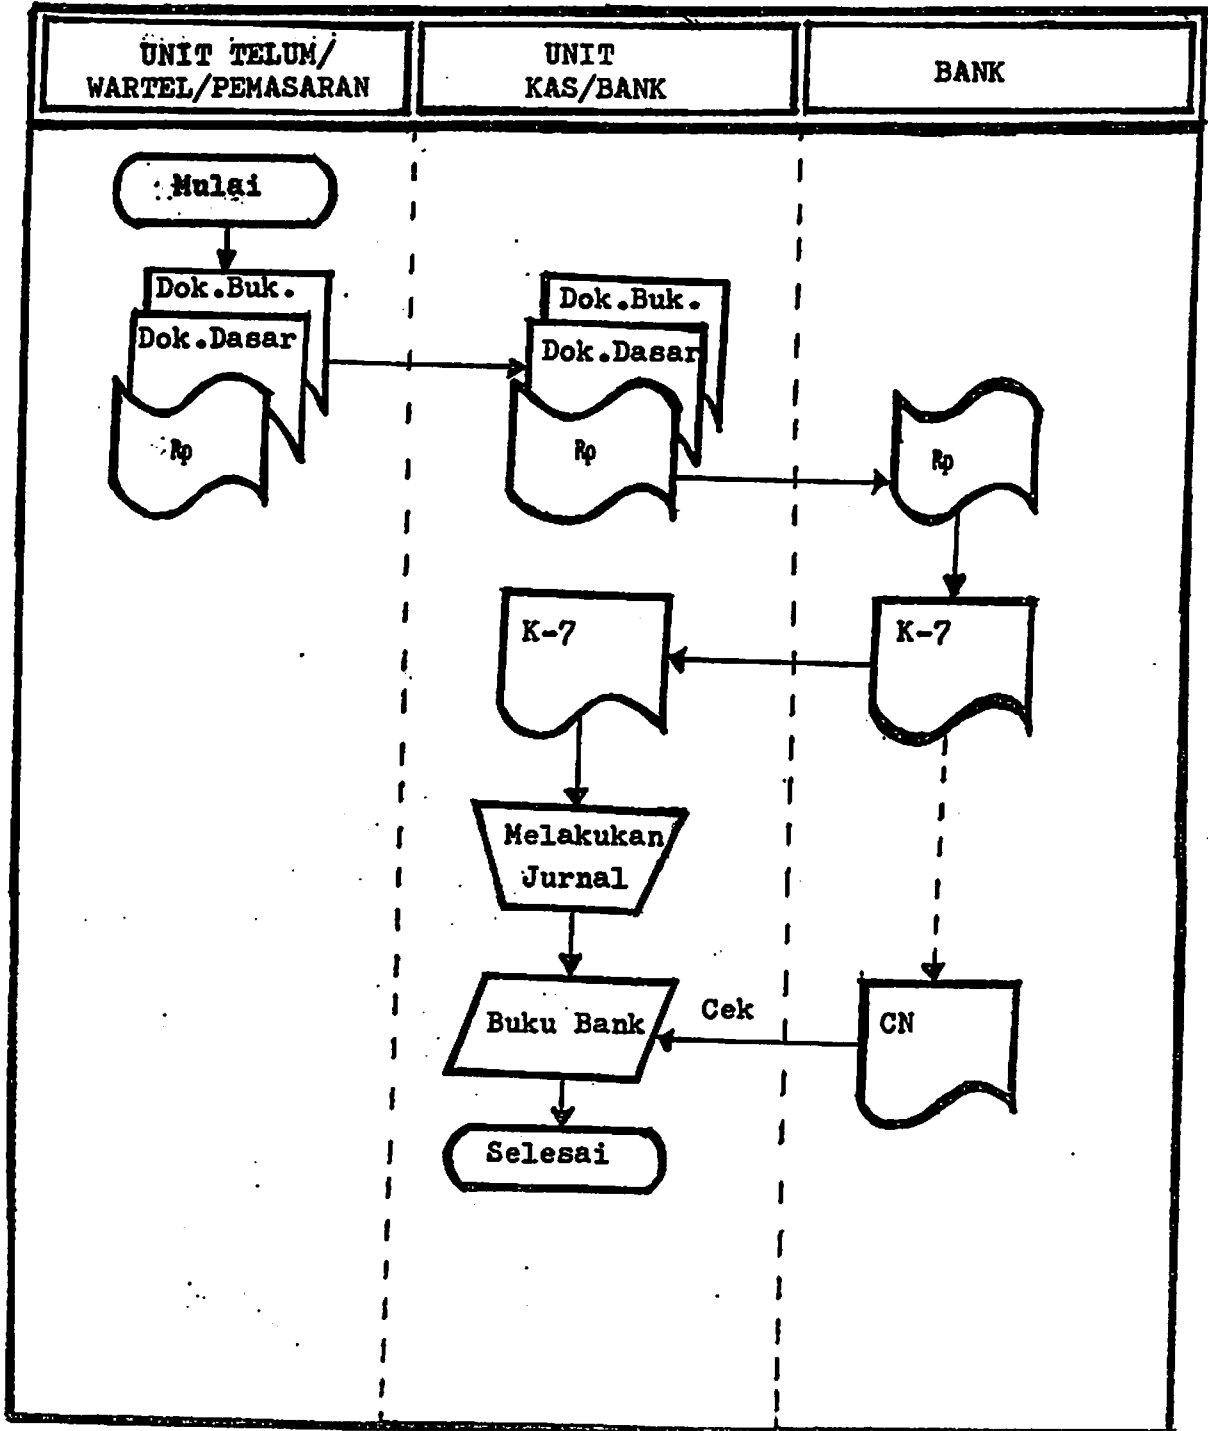 UNIT TELUM/
WARTEL/PEMASARAN
UNIT
KAS/BANK
BANK
Mulai
Dok.Buk.
Dok.Dasar
Rp
Dok.Buk.
Dok.Dasar
Rp
Rp
K-7
K-7
Melakukan
Jurnal
Buku Bank
Cek
CN
Selesai